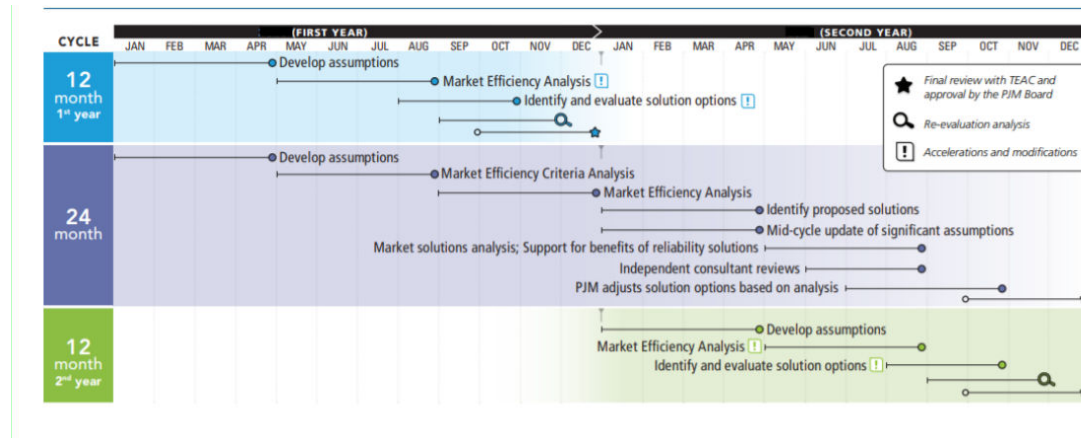 (FIRST YEAR) (SECOND YEAR)
CYCLE JAN FEB MAR APR MAY JUN JUL AUG SEP OCT NOV DEC JAN FEB MAR APR MAY JUN JUL AUG SEP OCT NOV DEC
12
month
1st year
Develop assumptions
Market Efficiency Analysis !
Identify and evaluate solution options !
Final review with TEAC and
approval by the PJM Board
Re-evaluation analysis
! Accelerations and modifications
24
month
Develop assumptions
Market Efficiency Criteria Analysis
Market Efficiency Analysis
Identify proposed solutions
Mid-cycle update of significant assumptions
Market solutions analysis; Support for benefits of reliability solutions
Independent consultant reviews
PJM adjusts solution options based on analysis
12
month
2nd year
Develop assumptions
Market Efficiency Analysis !
Identify and evaluate solution options !